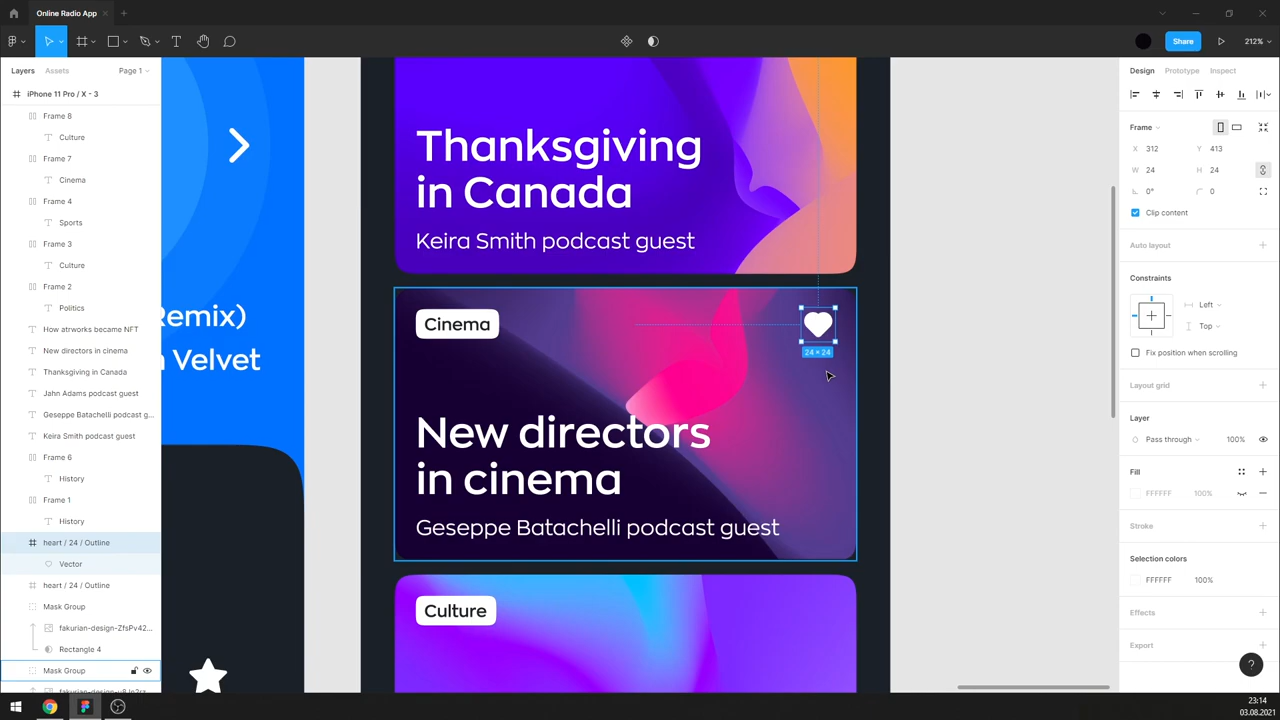 Online Radio App
Share
212%
Layers
Assets
Page 1
iPhone 11 Pro / X - 3
Frame 8
Culture
Frame 7
Cinema
Frame 4
Sports
Frame 3
Culture
Frame 2
Politics
How atrworks became NFT
New directors in cinema
Thanksgiving in Canada
Jahn Adams podcast guest
Geseppe Batachelli podcast g...
Keira Smith podcast guest
Frame 6
History
Frame 1
History
heart / 24 / Outline
Vector
heart / 24 / Outline
Mask Group
fakurian-design-ZfsPv42...
Rectangle 4
Mask Group
Remix)
Velvet
Thanksgiving
in Canada
Keira Smith podcast guest
Cinema
24 × 24
New directors
in cinema
Geseppe Batachelli podcast guest
Culture
Design
Prototype
Inspect
Frame
X 312
Y 413
W 24
H 24
0°
0
Clip content
Auto layout
Constraints
Left
Top
Fix position when scrolling
Layout grid
Layer
Pass through
100%
Fill
FFFFFF
100%
Stroke
Selection colors
FFFFFF
100%
Effects
Export
?
23:14
03.08.2021